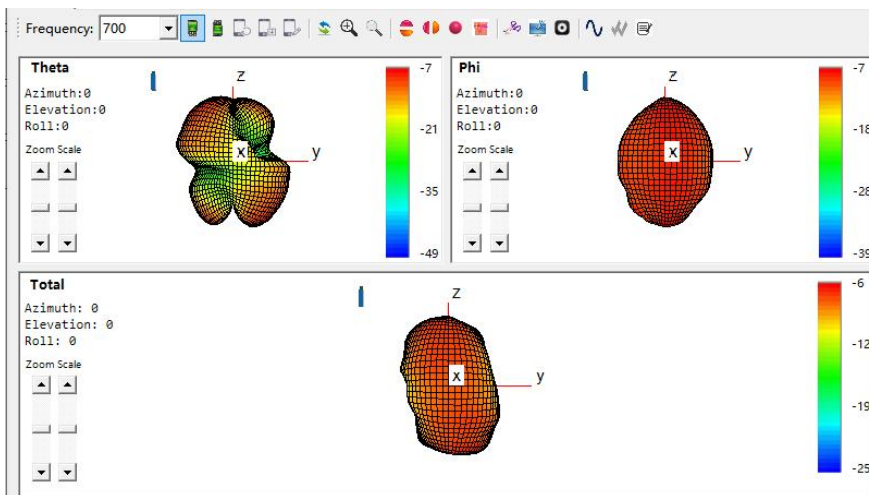 Frequency: 700
Theta
Azimuth:0
Elevation:0
Roll:0
Zoom Scale
z
x
y
-7
-21
-35
-49
Phi
Azimuth:0
Elevation:0
Roll:0
Zoom Scale
z
x
y
-7
-18
-28
-39
Total
Azimuth: 0
Elevation: 0
Roll: 0
Zoom Scale
z
x
y
-6
-12
-19
-25